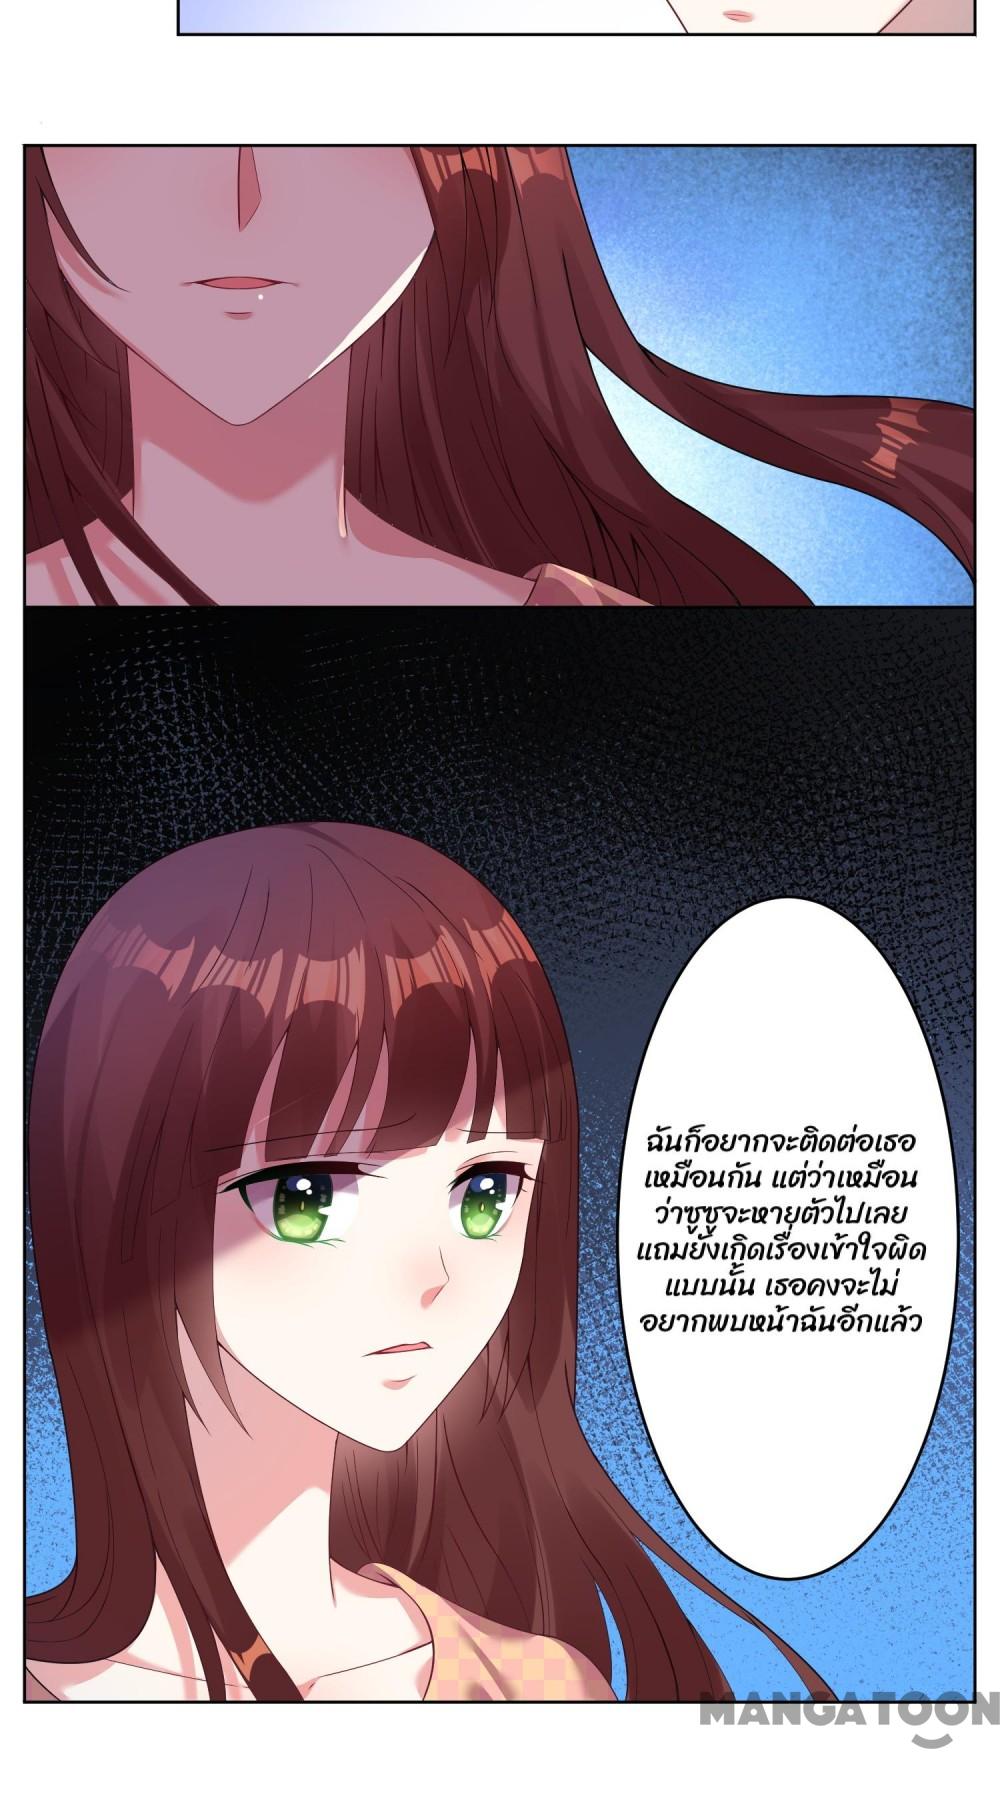 ฉันก็อยากจะติดต่อเธอ
เหมือนกัน แต่ว่าเหมือน
ว่าซูซูจะหายตัวไปเลย
แถมยังเกิดเรื่องเข้าใจผิด
แบบนั้น เธอคงจะไม่
อยากพบหน้าฉันอีกแล้ว
MANGATOON